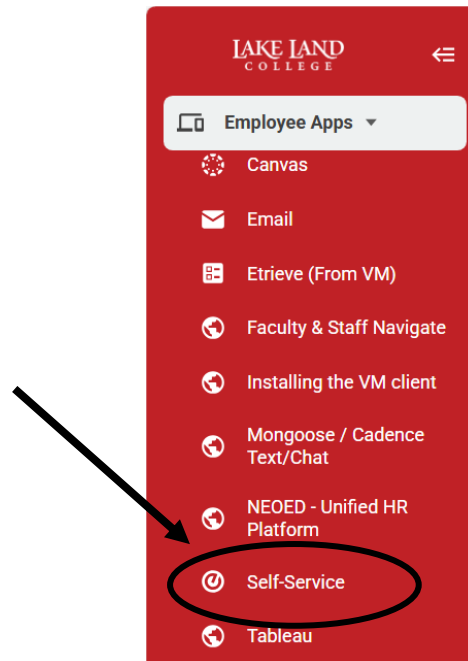 LAKE LAND
COLLEGE
Employee Apps
Canvas
Email
Etrieve (From VM)
Faculty & Staff Navigate
Installing the VM client
Mongoose / Cadence
Text/Chat
NEOED - Unified HR
Platform
Self-Service
Tableau